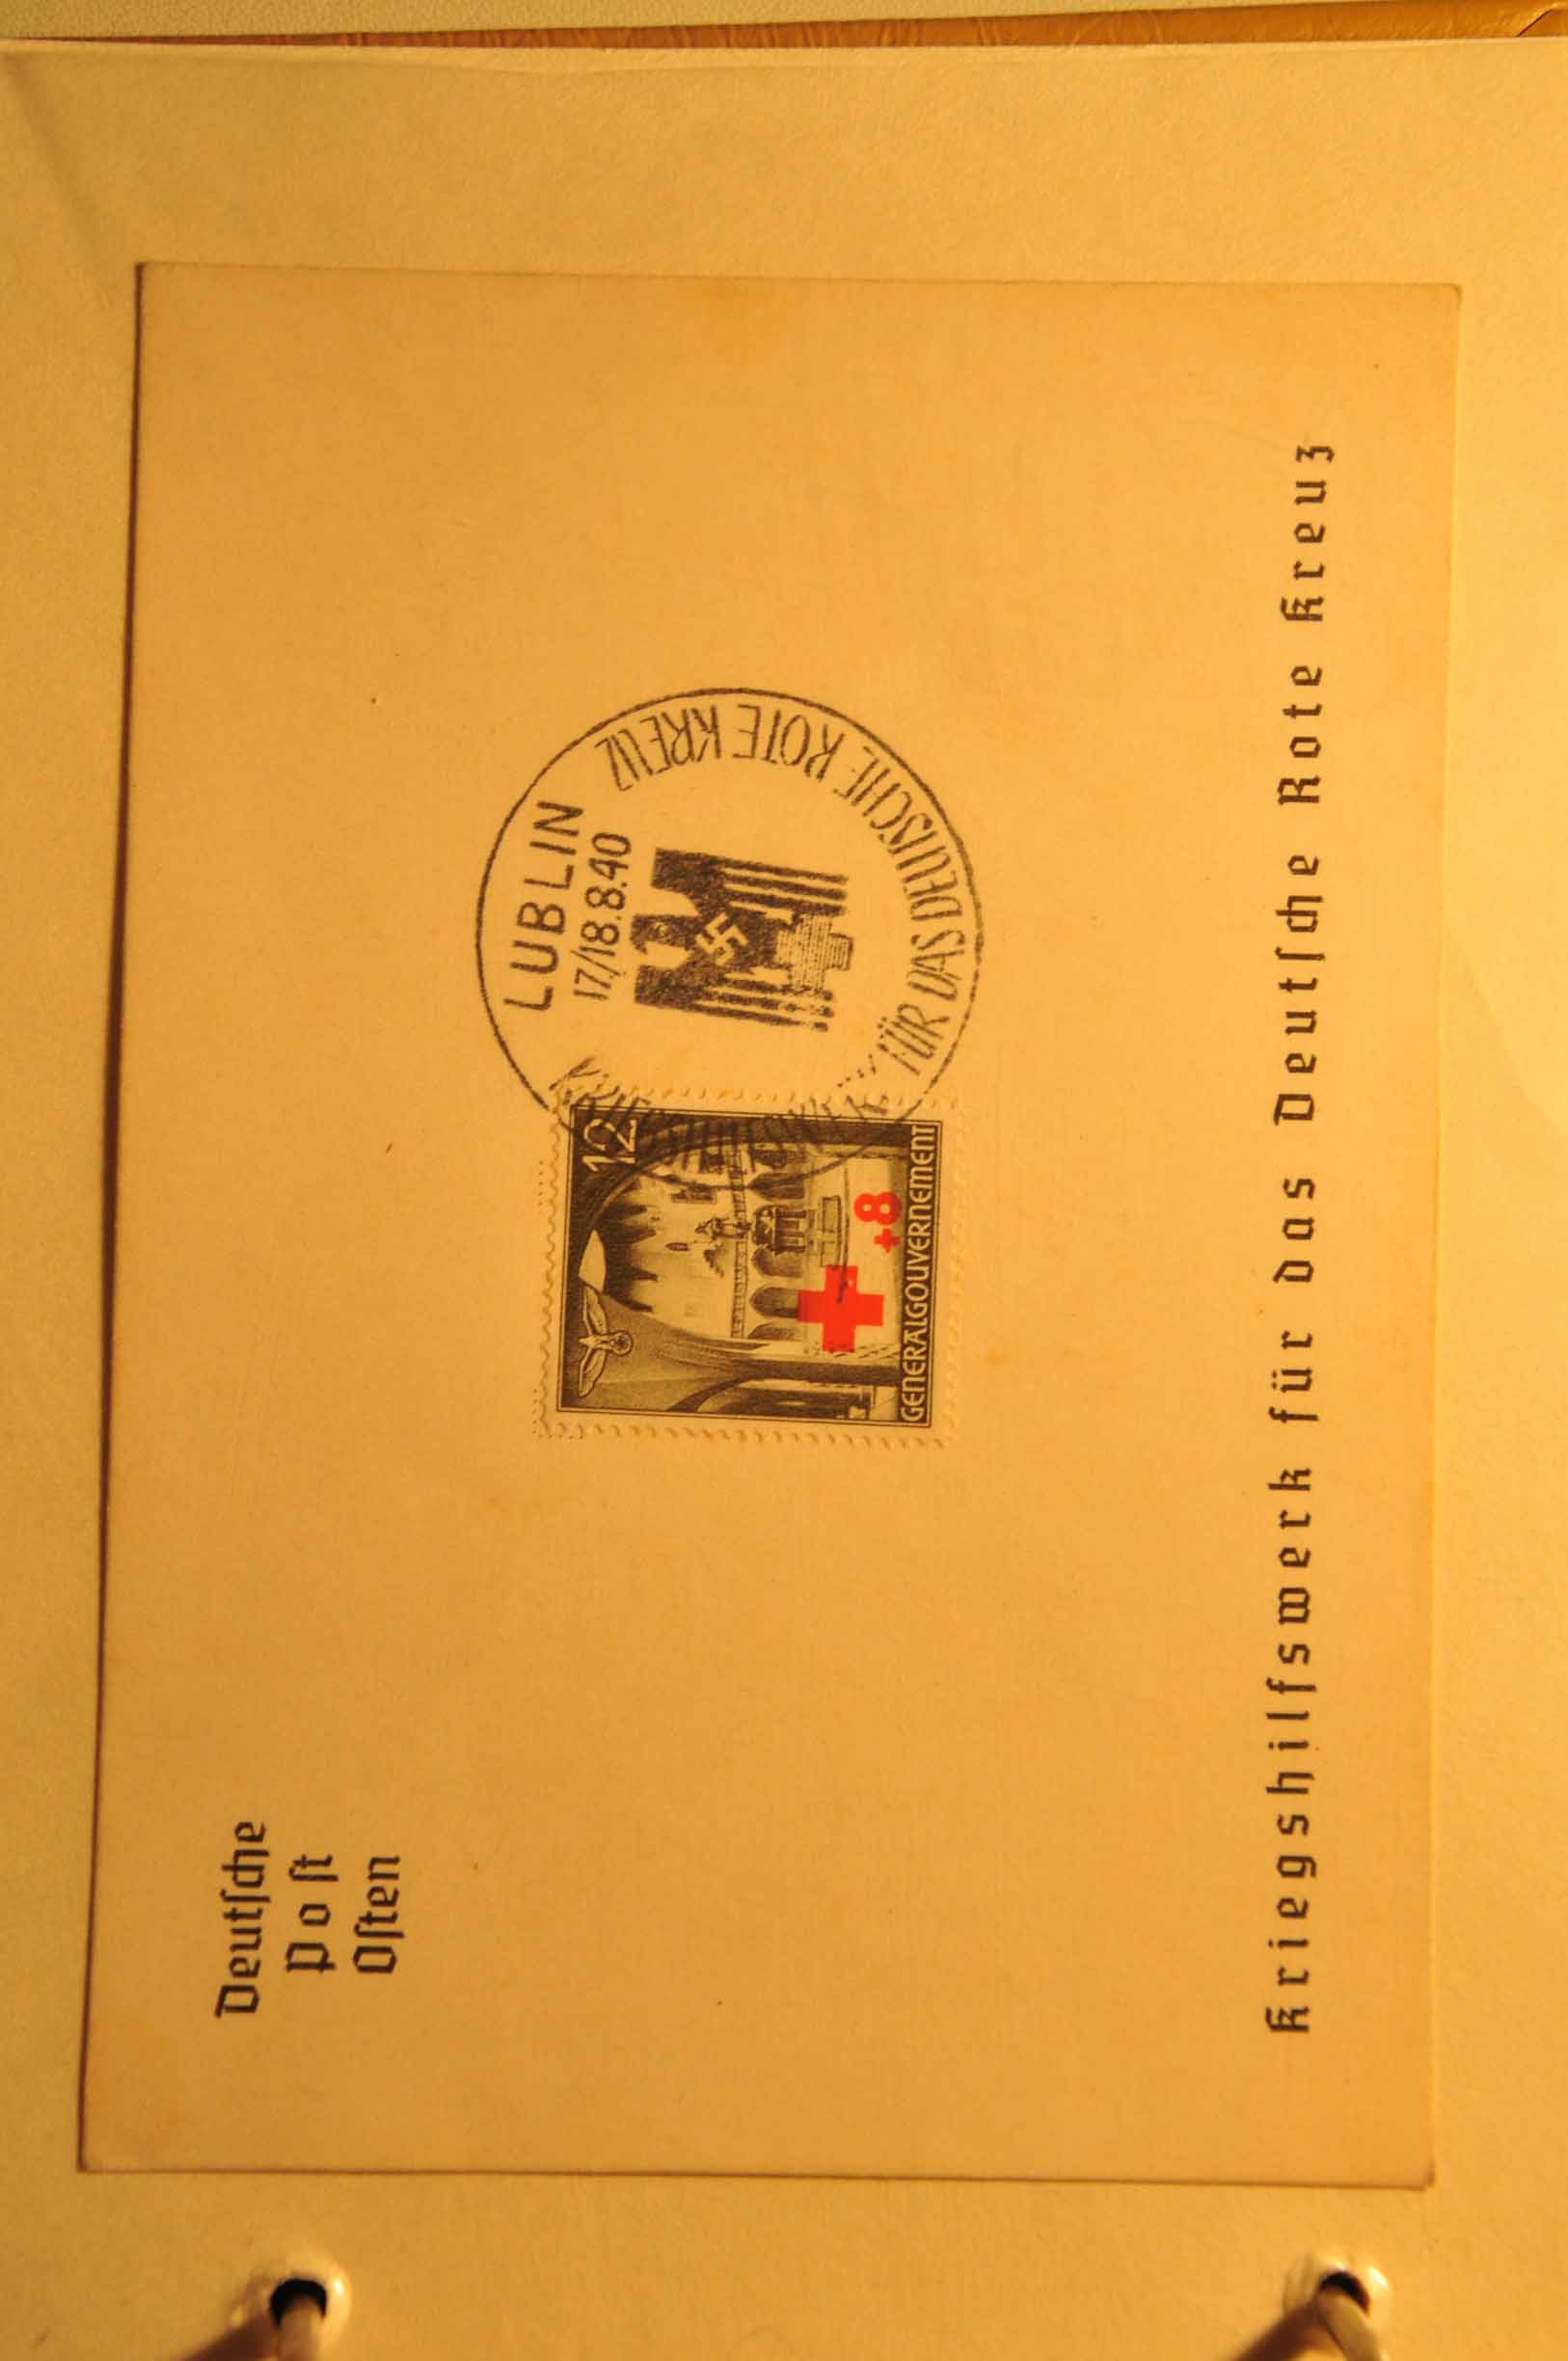 Deutſche
Poſt
Oſten
12
+8
GENERALGOUVERNEMENT
LUBLIN
17/18.8.40
FÜR DAS DEUTSCHE ROTE KREUZ
Kriegshilfswerk für das Deutſche Rote Kreuz